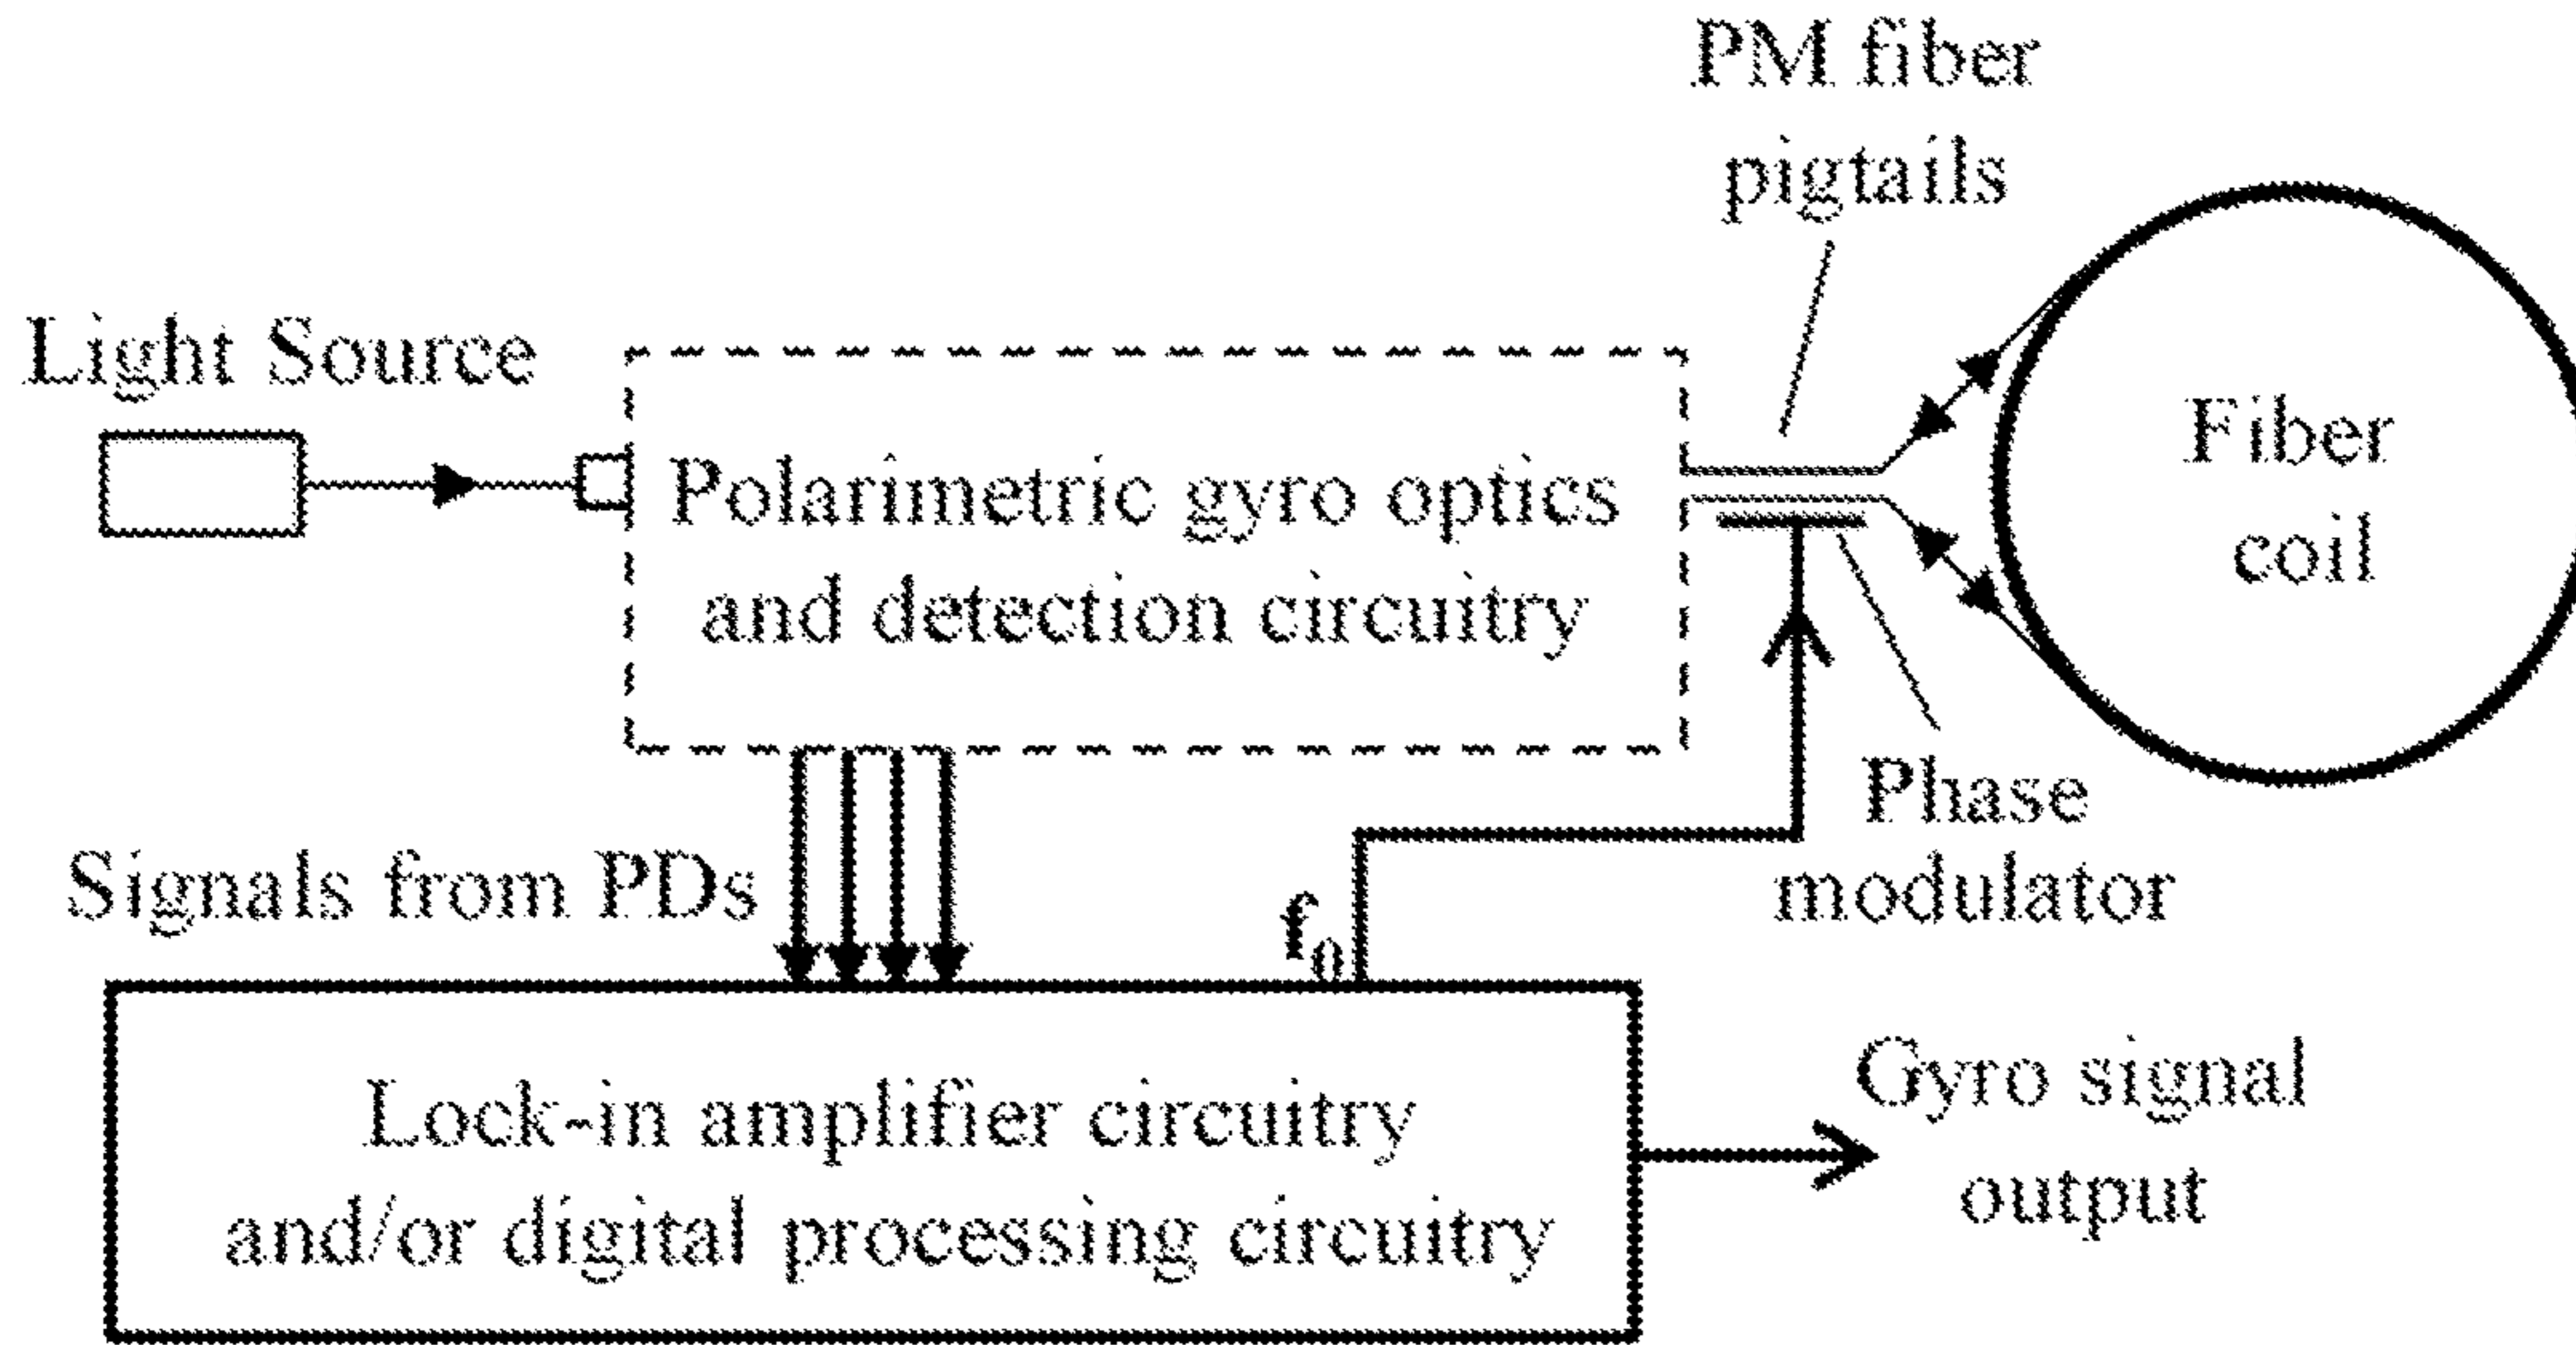 PM fiber
pigtails
Light Source
Fiber
coil
Polarimetric gyro optics
and detection circuitry
Phase
modulator
Signals from PDs
f₀
Gyro signal
output
Lock-in amplifier circuitry
and/or digital processing circuitry